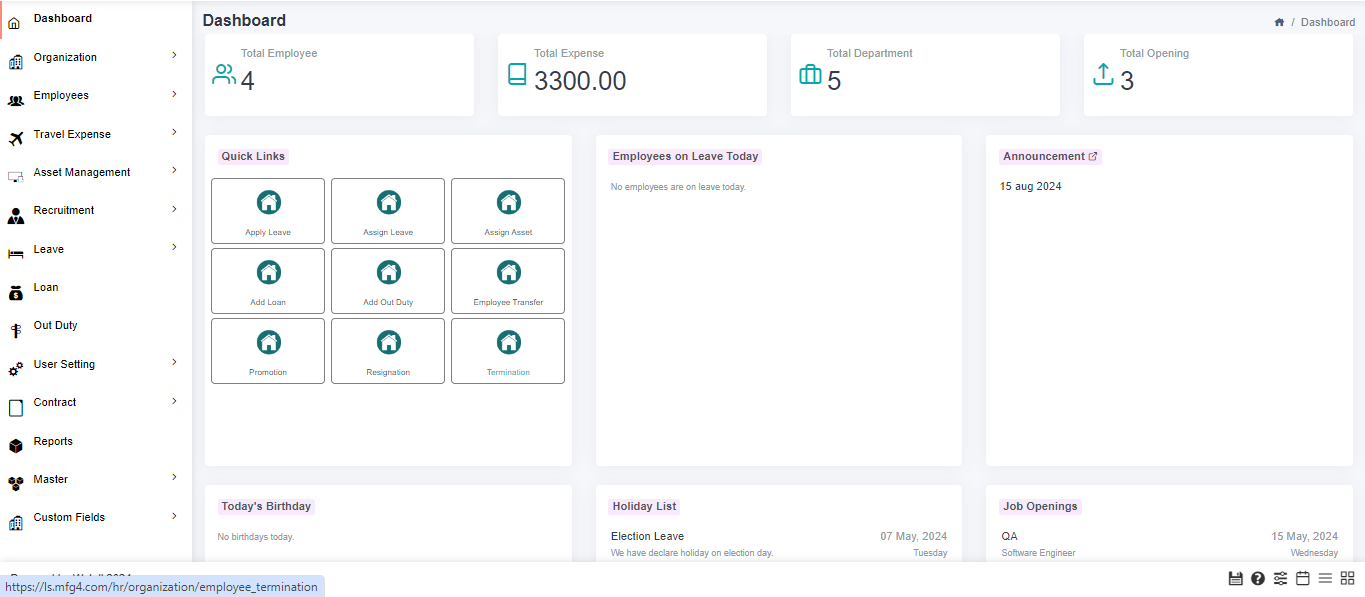 Dashboard
Organization
Employees
Travel Expense
Asset Management
Recruitment
Leave
Loan
Out Duty
User Setting
Contract
Reports
Master
Custom Fields
Dashboard
/ Dashboard
Total Employee
4
Total Expense
3300.00
Total Department
5
Total Opening
3
Quick Links
Apply Leave
Assign Leave
Assign Asset
Add Loan
Add Out Duty
Employee Transfer
Promotion
Resignation
Termination
Employees on Leave Today
No employees are on leave today.
Announcement
15 aug 2024
Today's Birthday
No birthdays today.
Holiday List
Election Leave
07 May, 2024
We have declare holiday on election day.
Tuesday
Job Openings
QA
15 May, 2024
Software Engineer
Wednesday
https://ls.mfg4.com/hr/organization/employee_termination